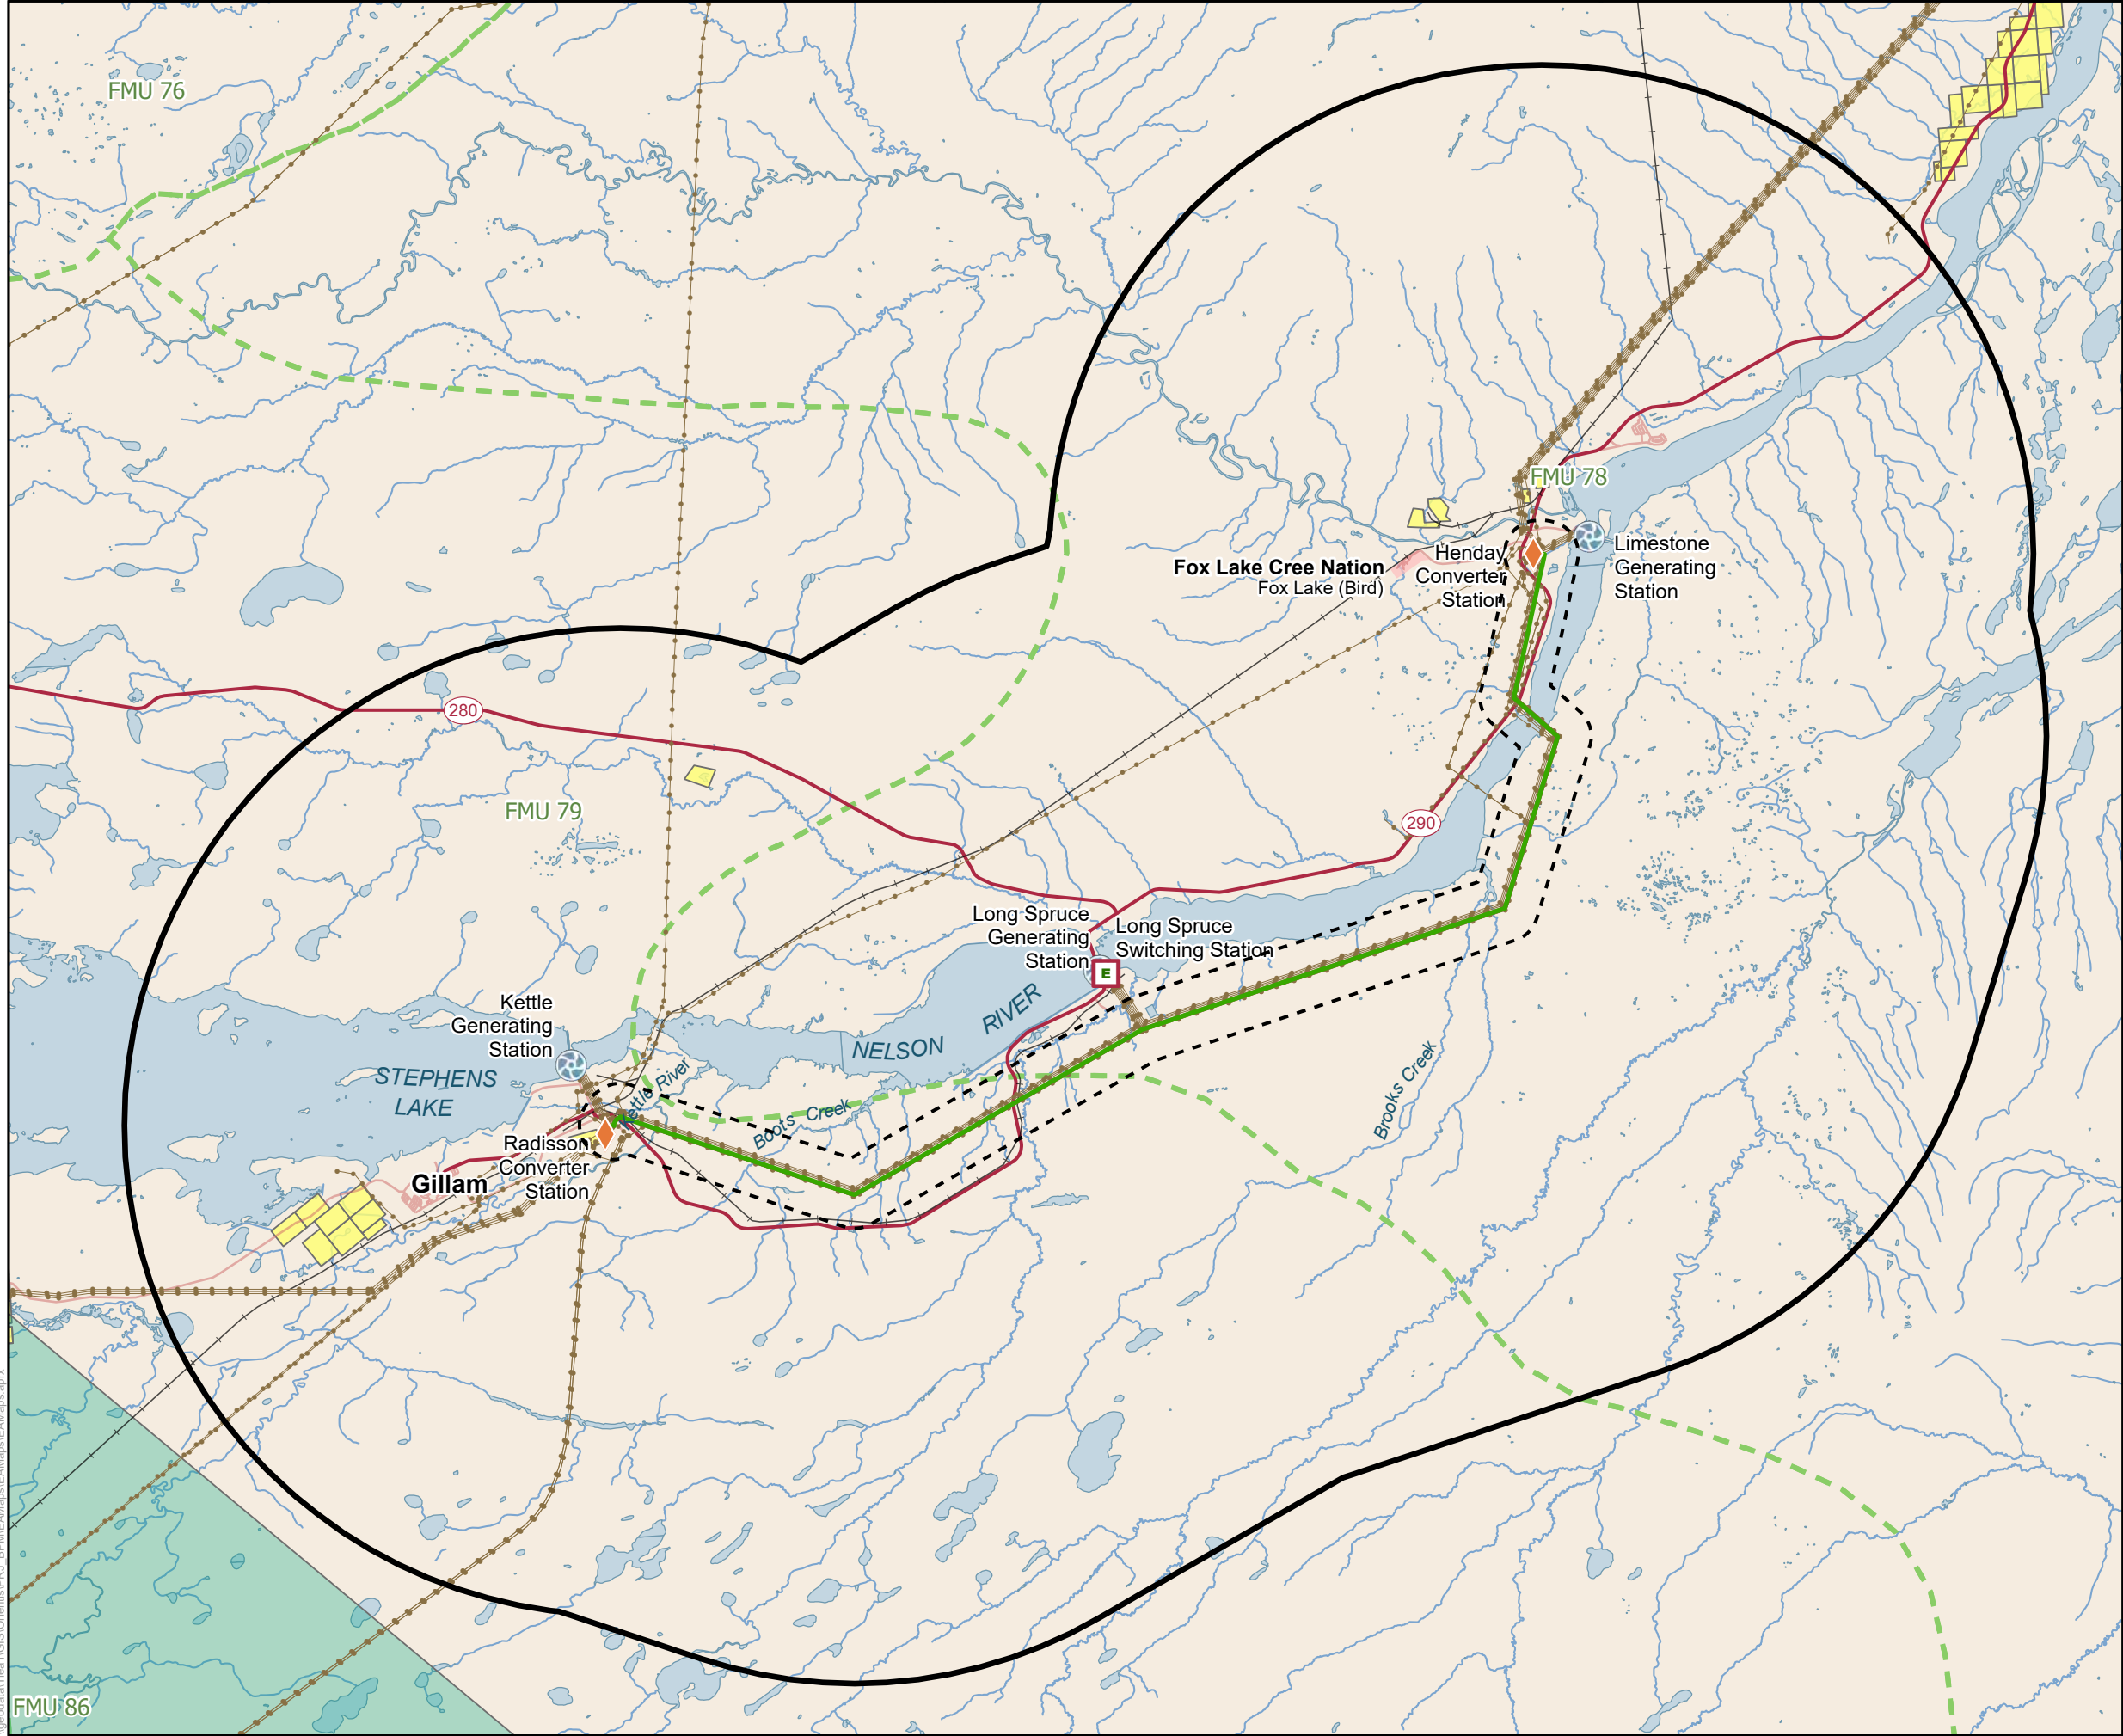 FMU 76
FMU 78
Limestone
Generating
Station
Henday
Converter
Station
Fox Lake Cree Nation
Fox Lake (Bird)
280
FMU 79
290
Long Spruce
Generating
Station
Long Spruce
Switching Station
E
Kettle
Generating
Station
NELSON
RIVER
STEPHENS
LAKE
Kettle River
Boots Creek
Brooks Creek
Radisson
Converter
Station
Gillam
FMU 86